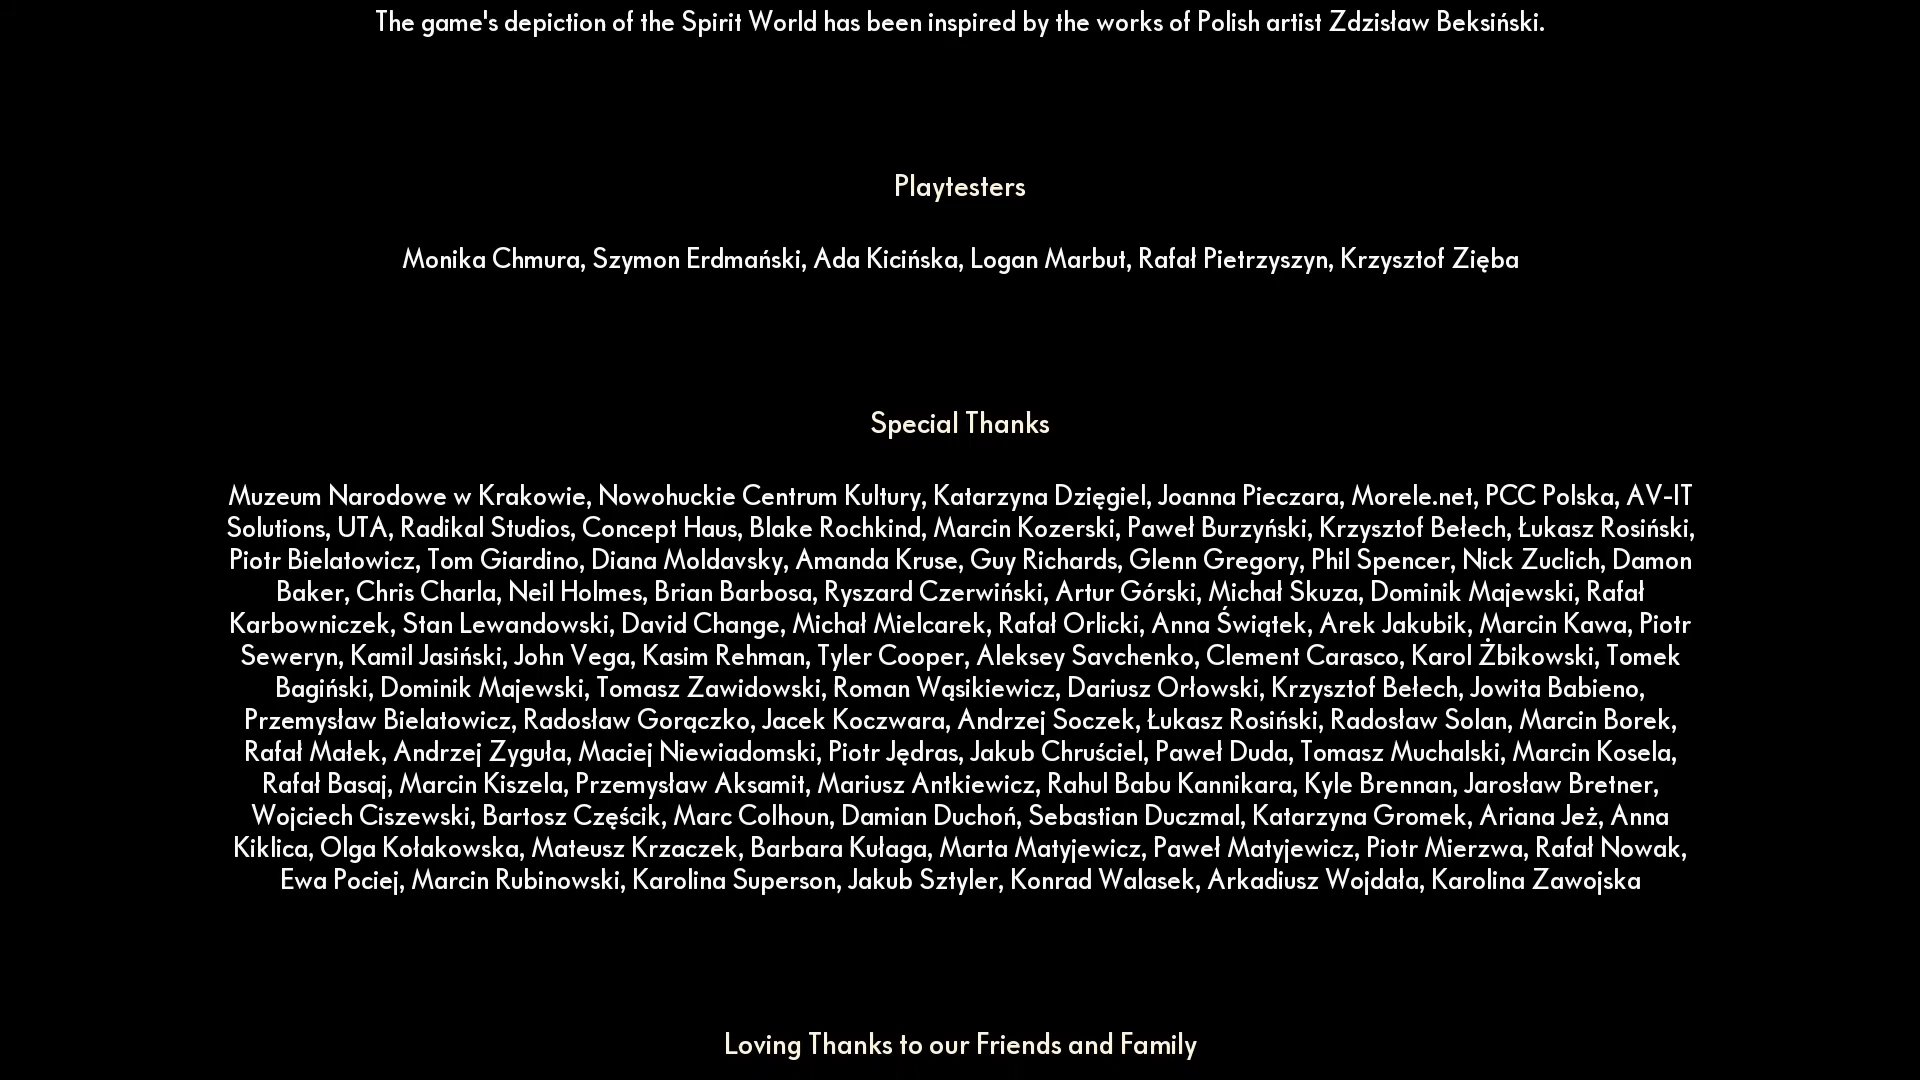 The game's depiction of the Spirit World has been inspired by the works of Polish artist Zdzisław Beksiński.
Playtesters
Monika Chmura, Szymon Erdmański, Ada Kicińska, Logan Marbut, Rafał Pietrzyszyn, Krzysztof Zięba
Special Thanks
Muzeum Narodowe w Krakowie, Nowohuckie Centrum Kultury, Katarzyna Dzięgiel, Joanna Pieczara, Morele.net, PCC Polska, AV-IT
Solutions, UTA, Radikal Studios, Concept Haus, Blake Rochkind, Marcin Kozerski, Paweł Burzyński, Krzysztof Bełech, Łukasz Rosiński,
Piotr Bielatowicz, Tom Giardino, Diana Moldavsky, Amanda Kruse, Guy Richards, Glenn Gregory, Phil Spencer, Nick Zuclich, Damon
Baker, Chris Charla, Neil Holmes, Brian Barbosa, Ryszard Czerwiński, Artur Górski, Michał Skuza, Dominik Majewski, Rafał
Karbowniczek, Stan Lewandowski, David Change, Michał Mielcarek, Rafał Orlicki, Anna Świątek, Arek Jakubik, Marcin Kawa, Piotr
Seweryn, Kamil Jasiński, John Vega, Kasim Rehman, Tyler Cooper, Aleksey Savchenko, Clement Carasco, Karol Żbikowski, Tomek
Bagiński, Dominik Majewski, Tomasz Zawidowski, Roman Wąsikiewicz, Dariusz Orłowski, Krzysztof Bełech, Jowita Babieno,
Przemysław Bielatowicz, Radosław Gorączko, Jacek Koczwara, Andrzej Soczek, Łukasz Rosiński, Radosław Solan, Marcin Borek,
Rafał Małek, Andrzej Zyguła, Maciej Niewiadomski, Piotr Jędras, Jakub Chruściel, Paweł Duda, Tomasz Muchalski, Marcin Kosela,
Rafał Basaj, Marcin Kiszela, Przemysław Aksamit, Mariusz Antkiewicz, Rahul Babu Kannikara, Kyle Brennan, Jarosław Bretner,
Wojciech Ciszewski, Bartosz Częścik, Marc Colhoun, Damian Duchoń, Sebastian Duczmal, Katarzyna Gromek, Ariana Jeż, Anna
Kiklica, Olga Kołakowska, Mateusz Krzaczek, Barbara Kułaga, Marta Matyjewicz, Paweł Matyjewicz, Piotr Mierzwa, Rafał Nowak,
Ewa Pociej, Marcin Rubinowski, Karolina Superson, Jakub Sztyler, Konrad Walasek, Arkadiusz Wojdała, Karolina Zawojska
Loving Thanks to our Friends and Family